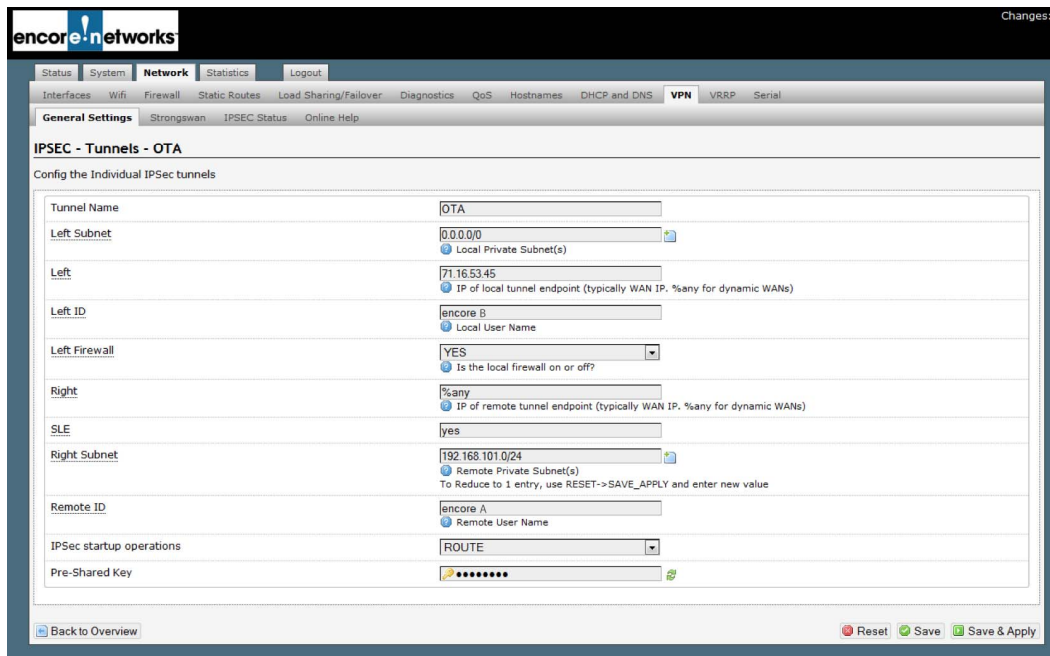 Changes:
encore!networks
Status System Network Statistics Logout
Interfaces Wifi Firewall Static Routes Load Sharing/Failover Diagnostics QoS Hostnames DHCP and DNS VPN VRRP Serial
General Settings Strongswan IPSEC Status Online Help
IPSEC - Tunnels - OTA
Config the Individual IPSec tunnels
Tunnel Name OTA
Left Subnet 0.0.0.0/0
Local Private Subnet(s)
Left 71.16.53.45
IP of local tunnel endpoint (typically WAN IP. %any for dynamic WANs)
Left ID encore B
Local User Name
Left Firewall YES
Is the local firewall on or off?
Right %any
IP of remote tunnel endpoint (typically WAN IP. %any for dynamic WANs)
SLE yes
Right Subnet 192.168.101.0/24
Remote Private Subnet(s)
To Reduce to 1 entry, use RESET->SAVE_APPLY and enter new value
Remote ID encore A
Remote User Name
IPSec startup operations ROUTE
Pre-Shared Key ●●●●●●●●
Back to Overview Reset Save Save & Apply